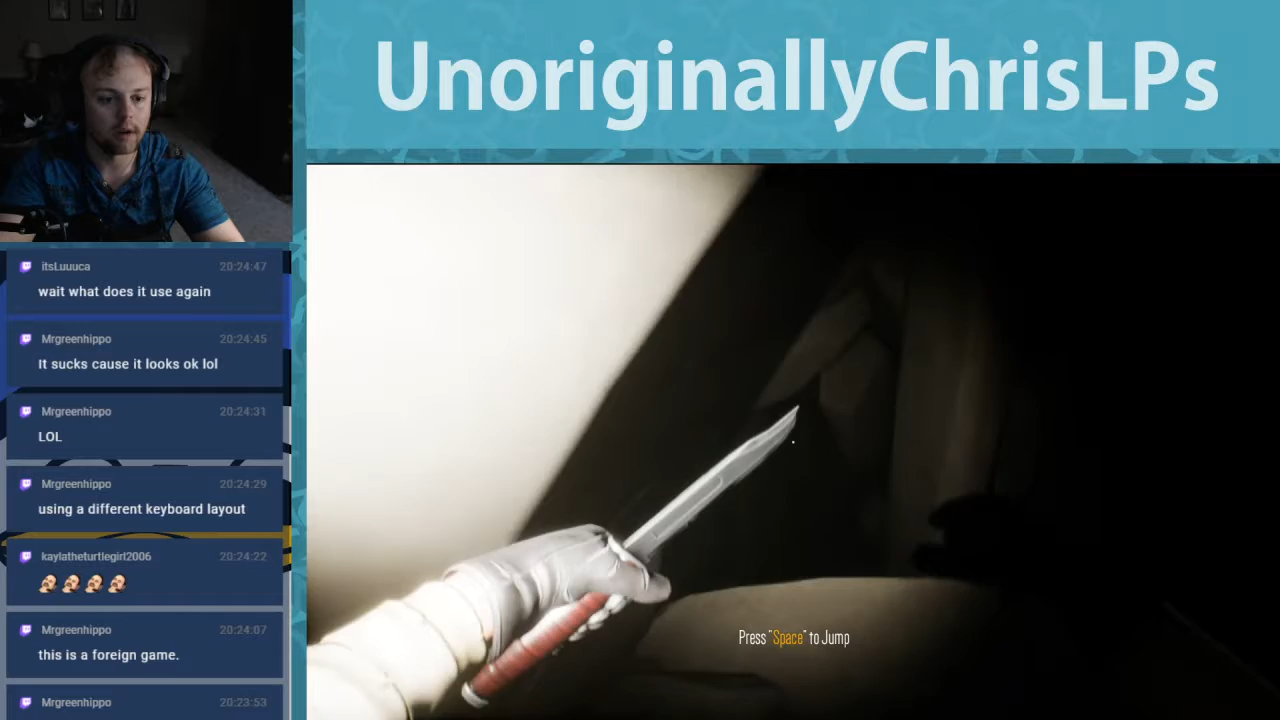 UnoriginallyChrisLPs
itsLuuuca 20:24:47
wait what does it use again
Mrgreenhippo 20:24:45
It sucks cause it looks ok lol
Mrgreenhippo 20:24:31
LOL
Mrgreenhippo 20:24:29
using a different keyboard layout
kaylatheturtlegirl2006 20:24:22
Mrgreenhippo 20:24:07
this is a foreign game.
Mrgreenhippo 20:23:53
Press "Space" to Jump